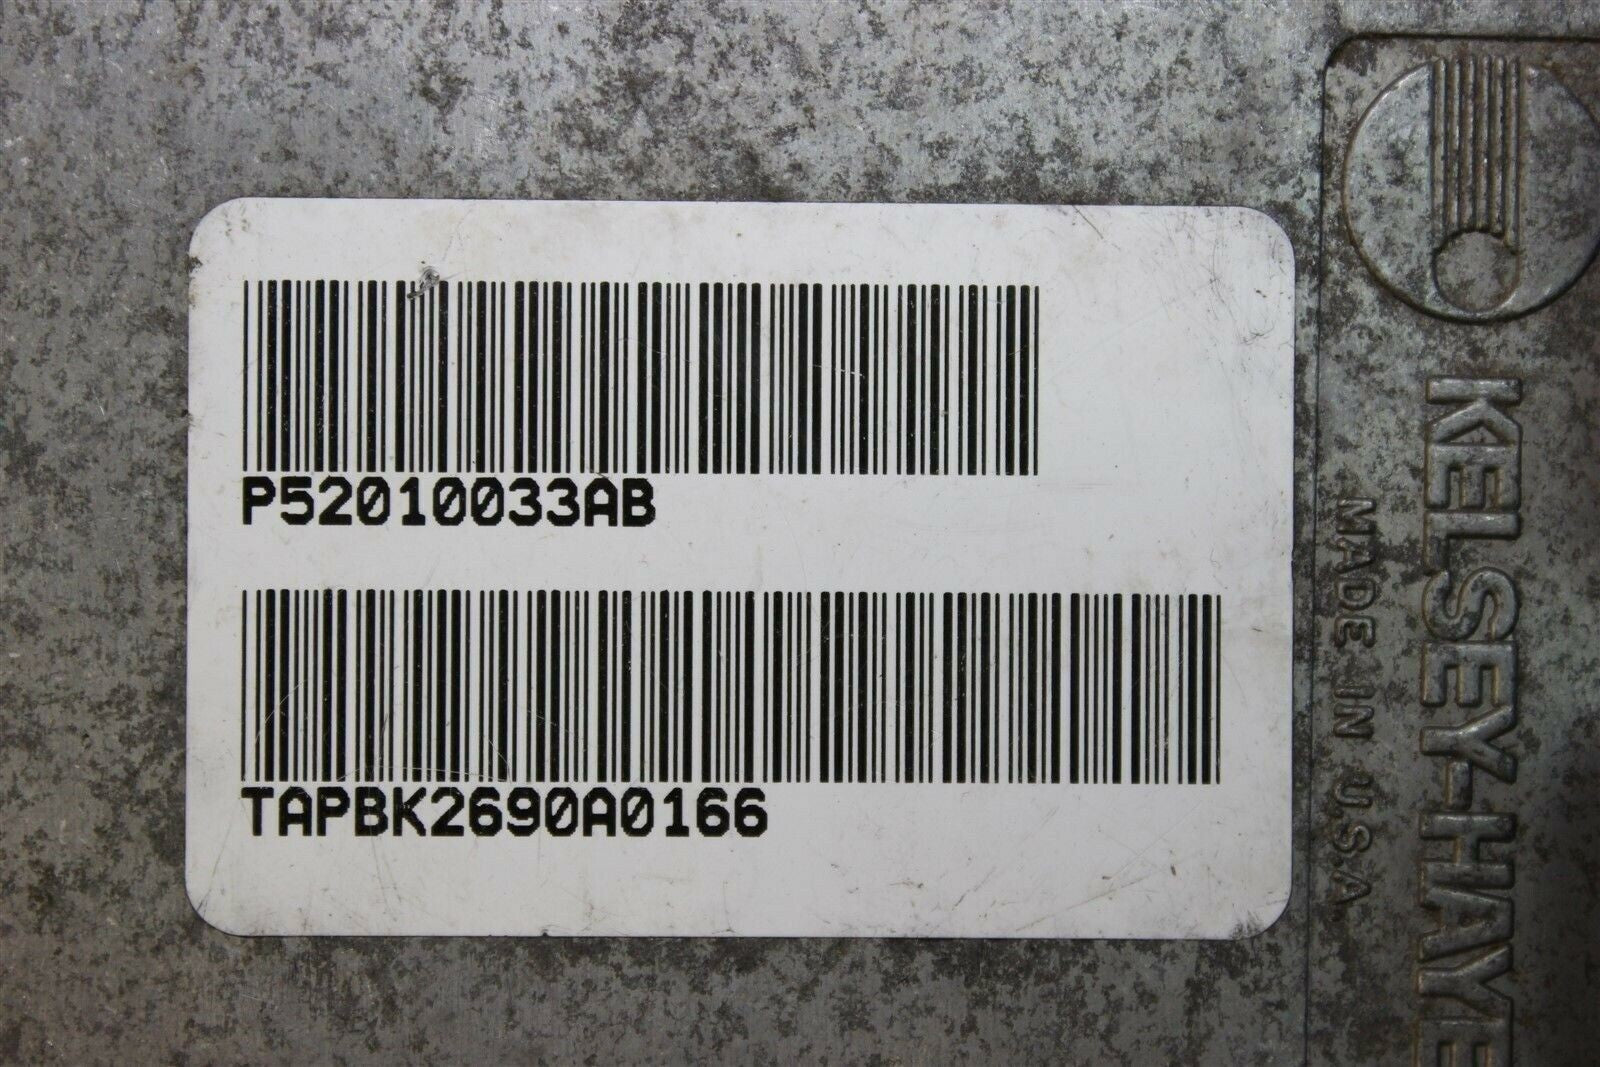 P52010033AB
TAPBK2690A0166
KELSEY-HAYE
MADE IN U.S.A.